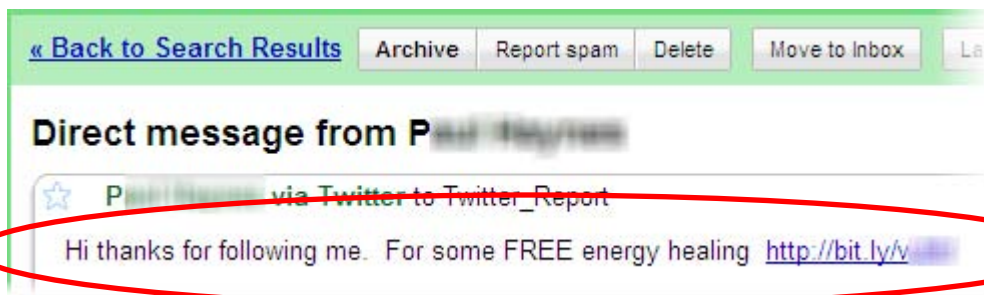 « Back to Search Results Archive Report spam Delete Move to Inbox La
Direct message from P
P via Twitter to Twitter_Report
Hi thanks for following me. For some FREE energy healing http://bit.ly/v